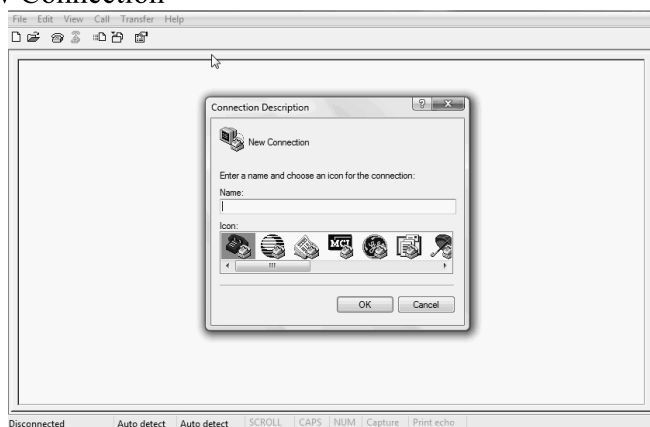 Connection
File Edit View Call Transfer Help
Connection Description
New Connection
Enter a name and choose an icon for the connection:
Name:
Icon:
MCI
OK Cancel
Disconnected Auto detect Auto detect SCROLL CAPS NUM Capture Print echo